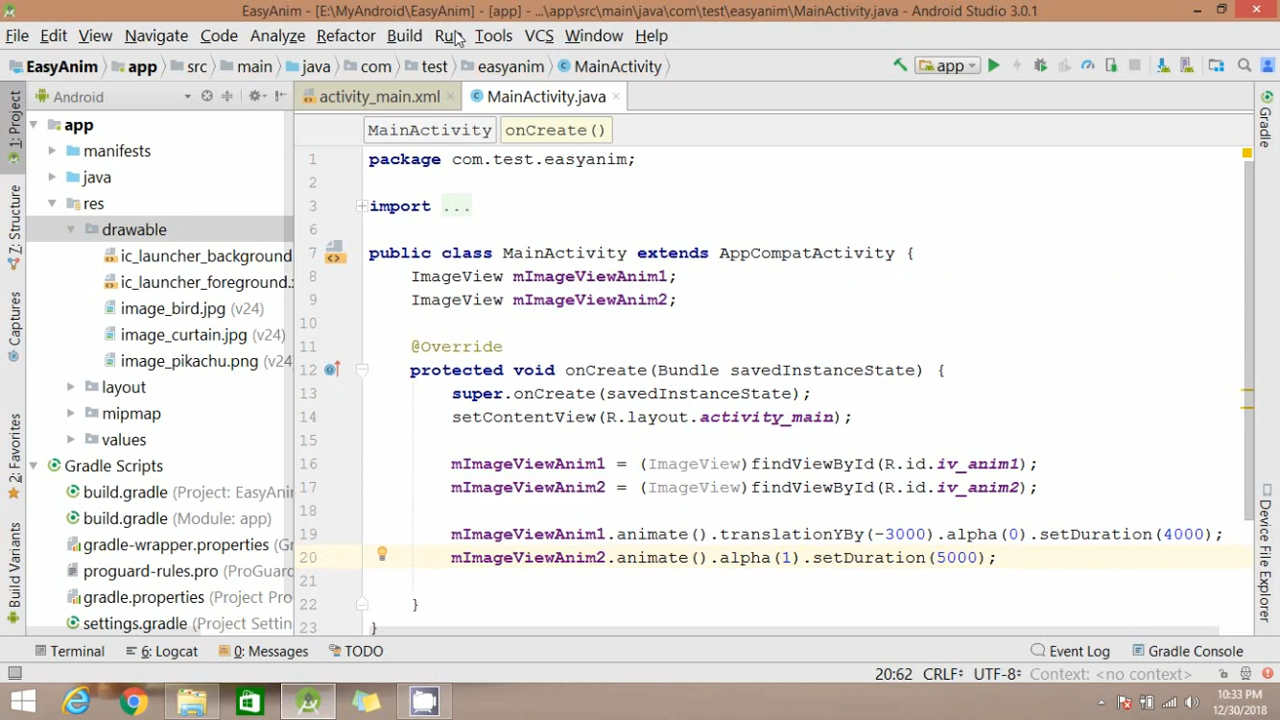 EasyAnim - [E:\MyAndroid\EasyAnim] - [app] - ...\app\src\main\java\com\test\easyanim\MainActivity.java - Android Studio 3.0.1
File Edit View Navigate Code Analyze Refactor Build Run Tools VCS Window Help
EasyAnim app src main java com test easyanim MainActivity app
1: Project
Z: Structure
Captures
2: Favorites
Build Variants
Android
app
manifests
java
res
drawable
ic_launcher_background
ic_launcher_foreground.
image_bird.jpg (v24)
image_curtain.jpg (v24)
image_pikachu.png (v24
layout
mipmap
values
Gradle Scripts
build.gradle (Project: EasyAni
build.gradle (Module: app)
gradle-wrapper.properties (Gr
proguard-rules.pro (ProGua
gradle.properties (Project Pro
settings.gradle (Project Settin
activity_main.xml MainActivity.java
MainActivity onCreate()
1 package com.test.easyanim;
2
3 import ...
6
7 public class MainActivity extends AppCompatActivity {
8 ImageView mImageViewAnim1;
9 ImageView mImageViewAnim2;
10
11 @Override
12 protected void onCreate(Bundle savedInstanceState) {
13 super.onCreate(savedInstanceState);
14 setContentView(R.layout.activity_main);
15
16 mImageViewAnim1 = (ImageView)findViewById(R.id.iv_anim1);
17 mImageViewAnim2 = (ImageView)findViewById(R.id.iv_anim2);
18
19 mImageViewAnim1.animate().translationYBy(-3000).alpha(0).setDuration(4000);
20 mImageViewAnim2.animate().alpha(1).setDuration(5000);
21
22 }
23 }
Gradle
Device File Explorer
Terminal 6: Logcat 0: Messages TODO Event Log Gradle Console
20:62 CRLF÷ UTF-8÷ Context: <no context>
10:33 PM
12/30/2018